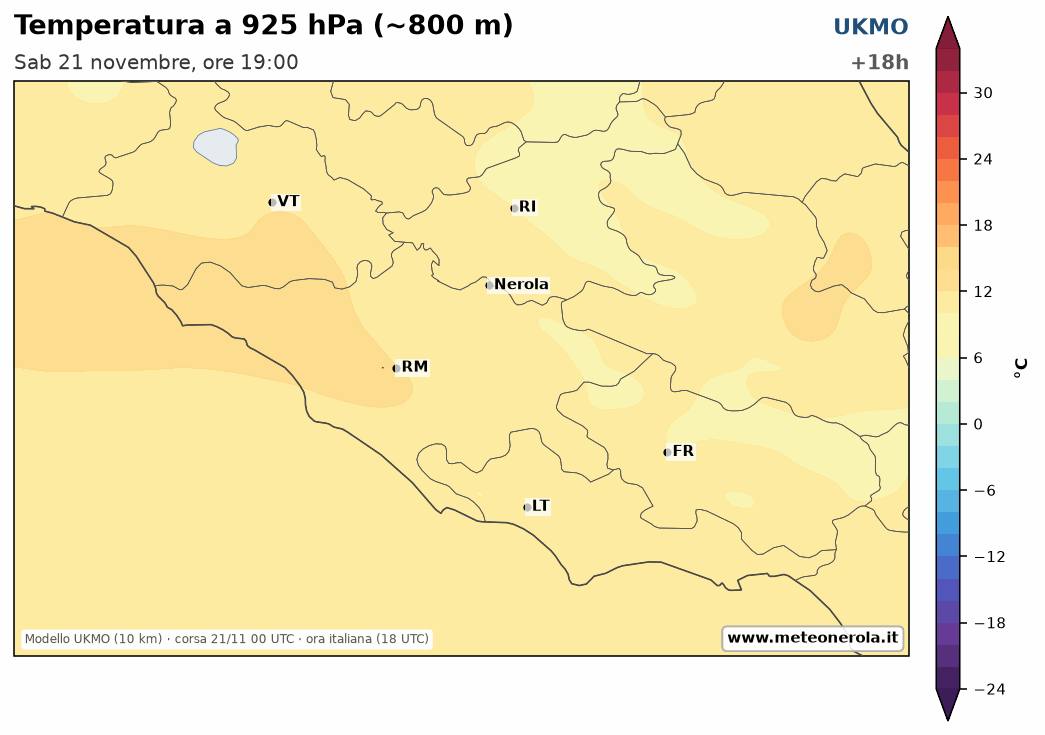 Temperatura a 925 hPa (~800 m)
UKMO
Sab 21 novembre, ore 19:00
+18h
VT
RI
Nerola
RM
FR
LT
30
24
18
12
6
0
−6
−12
−18
−24
°C
Modello UKMO (10 km) · corsa 21/11 00 UTC · ora italiana (18 UTC)
www.meteonerola.it